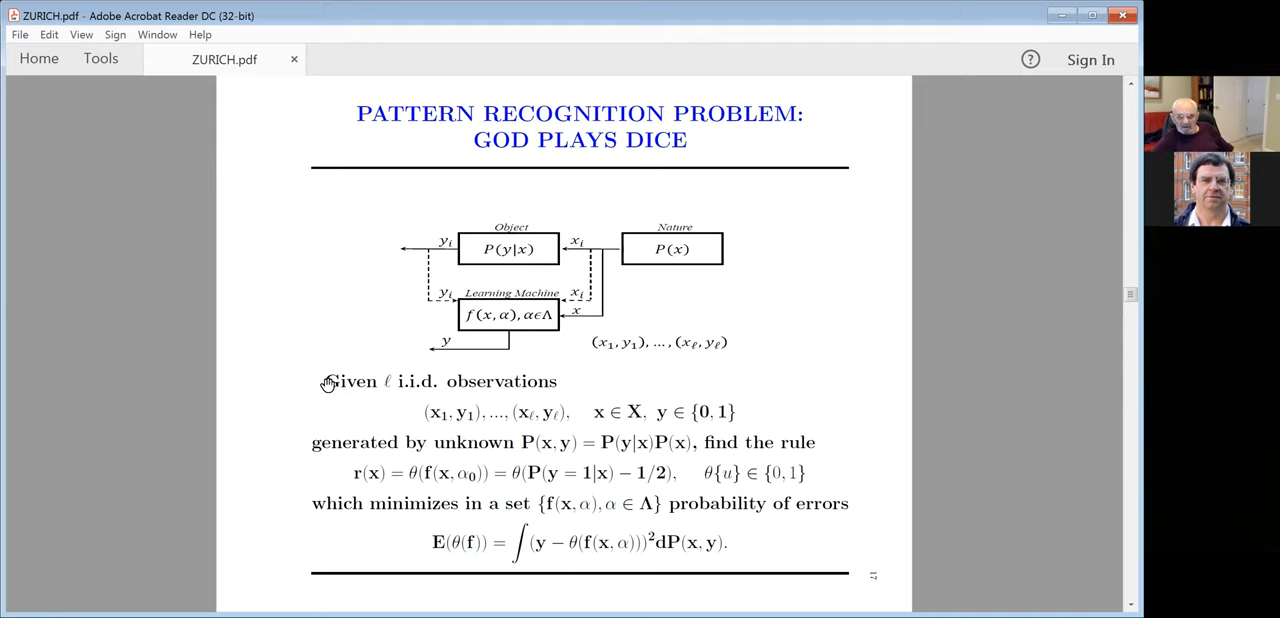 ZURICH.pdf - Adobe Acrobat Reader DC (32-bit)
File Edit View Sign Window Help
Home Tools ZURICH.pdf × ? Sign In
PATTERN RECOGNITION PROBLEM:
GOD PLAYS DICE
Object Nature
yᵢ P(y|x) xᵢ P(x)
yᵢ Learning Machine xᵢ
f(x, α), αϵΛ x
y (x₁, y₁), ..., (x_ℓ, y_ℓ)
Given ℓ i.i.d. observations
(x₁, y₁), ..., (x_ℓ, y_ℓ), x ∈ X, y ∈ {0, 1}
generated by unknown P(x, y) = P(y|x)P(x), find the rule
r(x) = θ(f(x, α₀)) = θ(P(y = 1|x) − 1/2), θ{u} ∈ {0, 1}
which minimizes in a set {f(x, α), α ∈ Λ} probability of errors
E(θ(f)) = ∫(y − θ(f(x, α)))²dP(x, y).
17